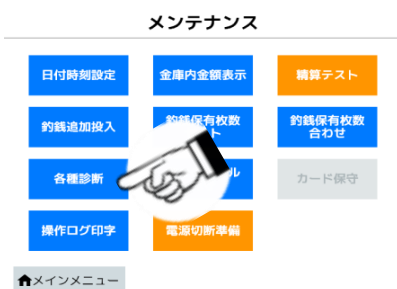 メンテナンス
日付時刻設定
金庫内金額表示
精算テスト
釣銭追加投入
釣銭保有枚数
ト
釣銭保有枚数
合わせ
各種診断
ル
カード保守
操作ログ印字
電源切断準備
メインメニュー